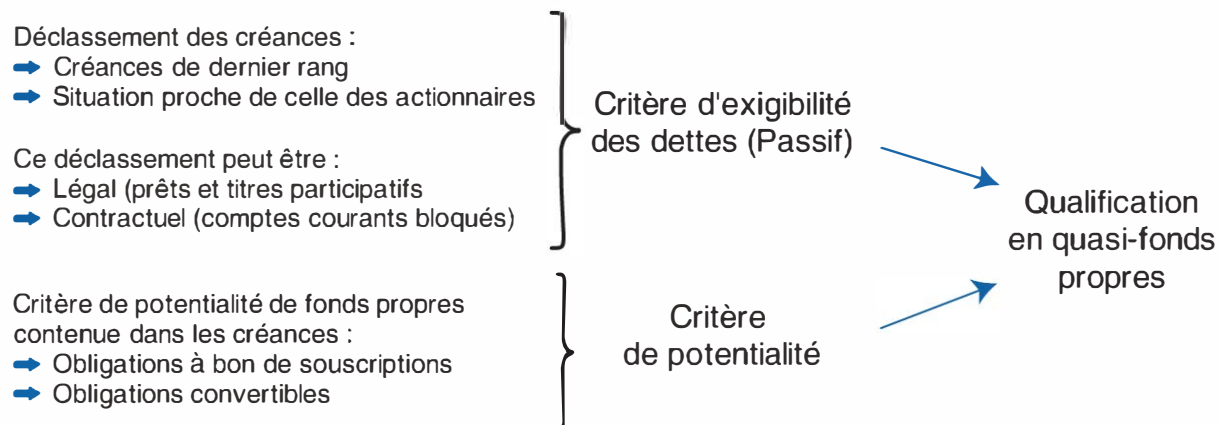 Déclassement des créances :
➡ Créances de dernier rang
➡ Situation proche de celle des actionnaires
Ce déclassement peut être :
➡ Légal (prêts et titres participatifs
➡ Contractuel (comptes courants bloqués)
Critère d'exigibilité
des dettes (Passif)
Critère de potentialité de fonds propres
contenue dans les créances :
➡ Obligations à bon de souscriptions
➡ Obligations convertibles
Critère
de potentialité
Qualification
en quasi-fonds
propres